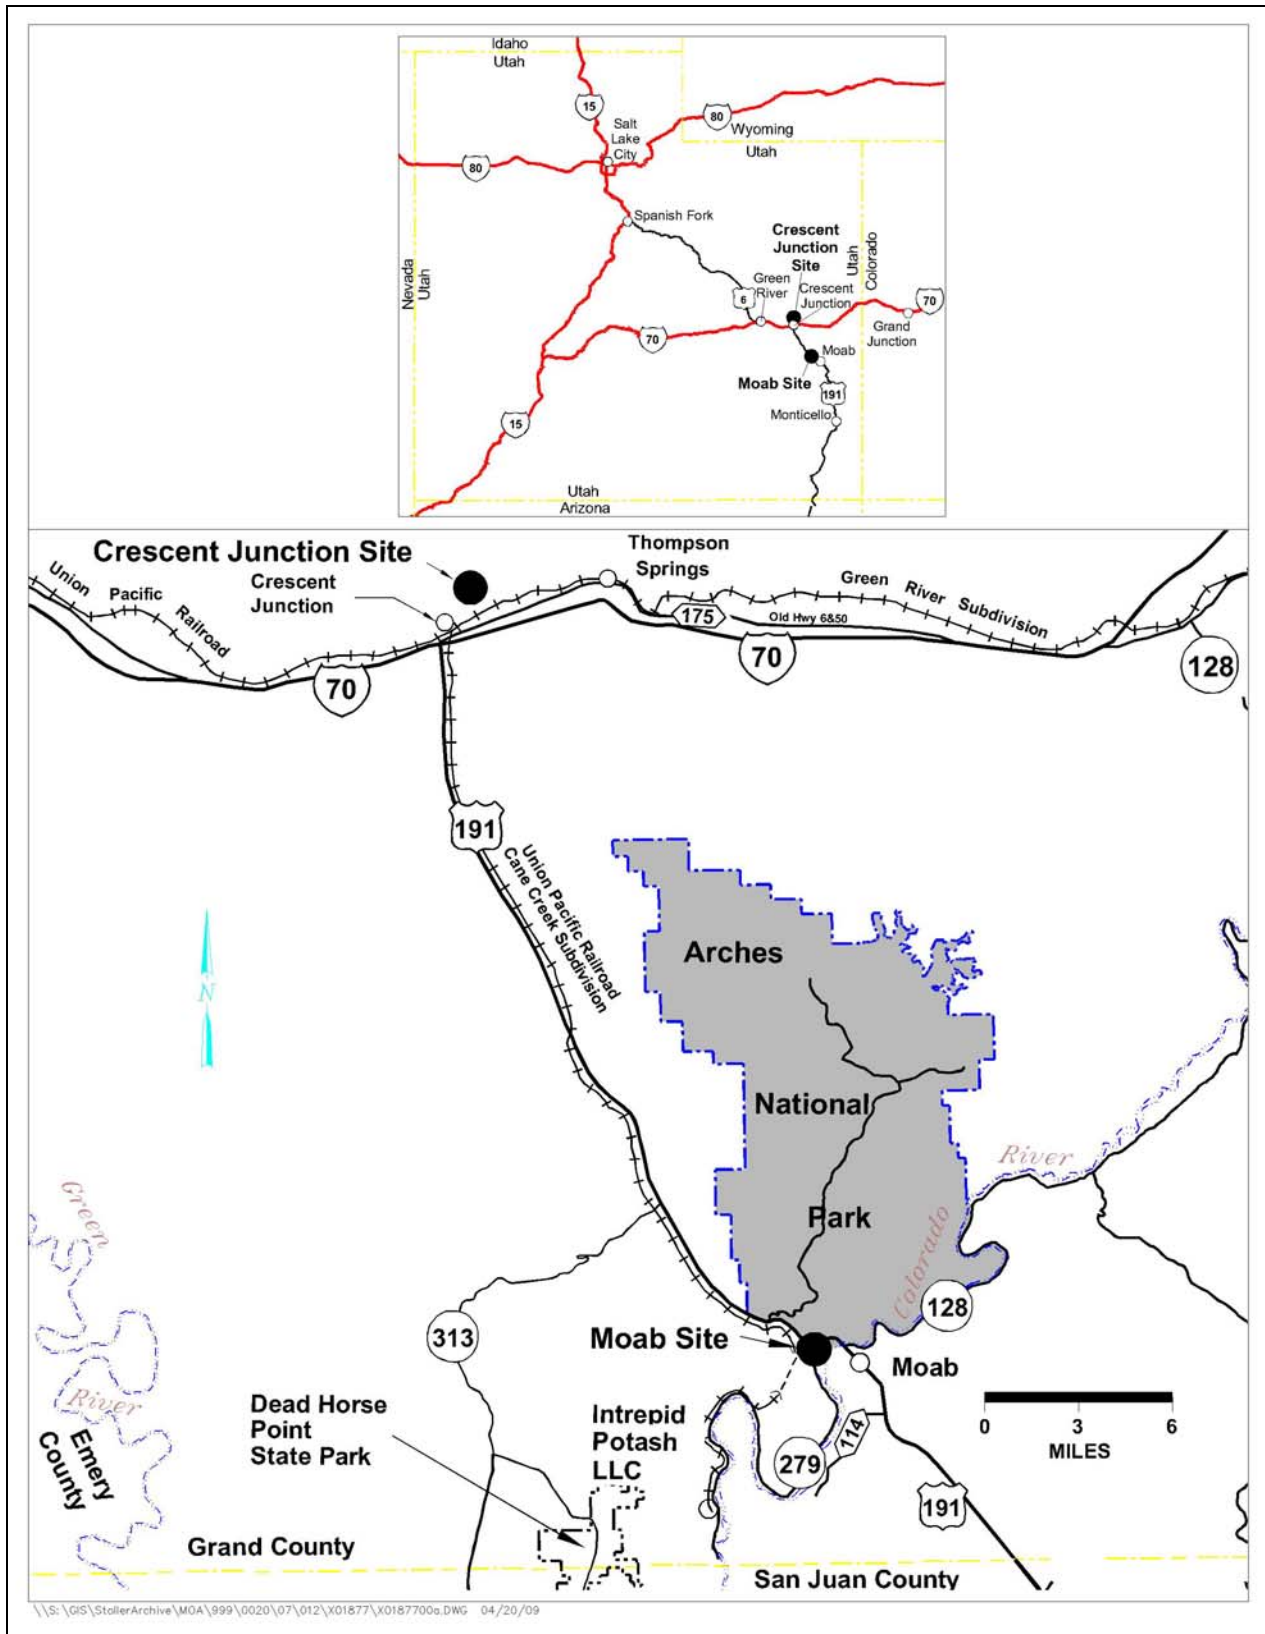 Idaho
Utah
15
Salt
Lake
City
80
Wyoming
Utah
80
Spanish Fork
Nevada
Utah
Crescent
Junction
Site
Utah
Colorado
Green
River
Crescent
Junction
6
70
Grand
Junction
70
Moab
Moab Site
191
Monticello
15
Utah
Arizona
Crescent Junction Site
Crescent
Junction
Thompson
Springs
Union Pacific Railroad
Green River Subdivision
175
Old Hwy 6&50
70
70
128
191
Union Pacific Railroad
Cane Creek Subdivision
Arches
National
Park
N
River
Colorado
Green
River
128
313
Moab Site
Moab
Dead Horse
Point
State Park
Intrepid
Potash
LLC
279
114
191
0 3 6
MILES
Emery
County
Grand County
San Juan County
\\S:\GIS\StollerArchive\MOA\999\0020\07\012\X01877\X0187700a.DWG 04/20/09